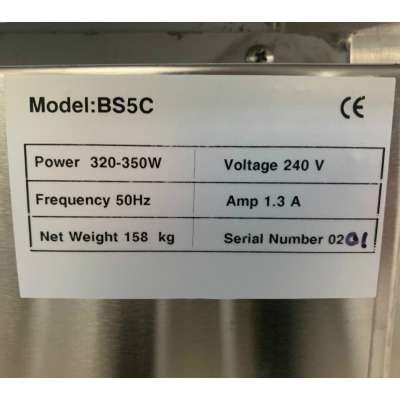 Model:BS5C CE
Power 320-350W Voltage 240 V
Frequency 50Hz Amp 1.3 A
Net Weight 158 kg Serial Number 0201